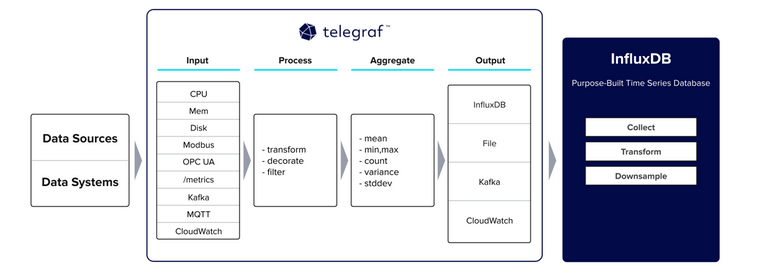 telegraf™
Input
Process
Aggregate
Output
Data Sources
Data Systems
CPU
Mem
Disk
Modbus
OPC UA
/metrics
Kafka
MQTT
CloudWatch
- transform
- decorate
- filter
- mean
- min,max
- count
- variance
- stddev
InfluxDB
File
Kafka
CloudWatch
InfluxDB
Purpose-Built Time Series Database
Collect
Transform
Downsample